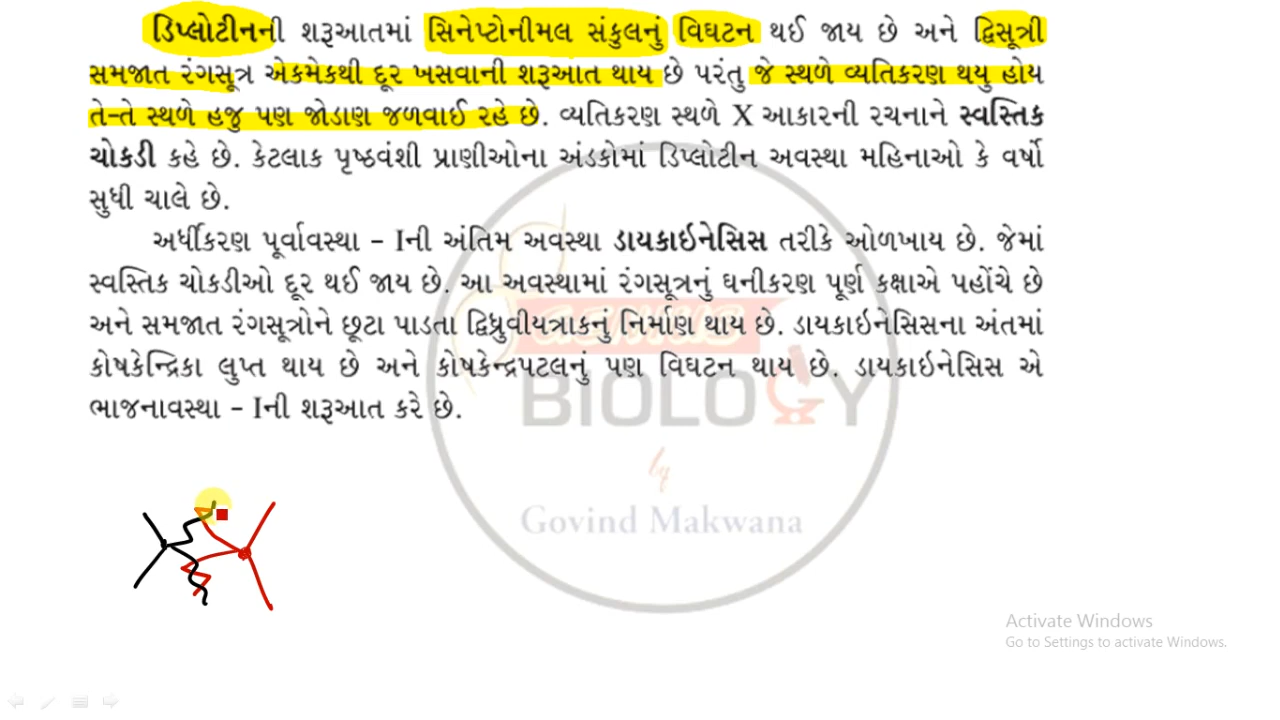 ડિપ્લોટીનની શરૂઆતમાં સિનેપ્ટોનીમલ સંકુલનું વિઘટન થઈ જાય છે અને દ્વિસૂત્રી
સમજાત રંગસૂત્ર એકમેકથી દૂર ખસવાની શરૂઆત થાય છે પરંતુ જે સ્થળે વ્યતિકરણ થયુ હોય
તે-તે સ્થળે હજુ પણ જોડાણ જળવાઈ રહે છે. વ્યતિકરણ સ્થળે X આકારની રચનાને સ્વસ્તિક
ચોકડી કહે છે. કેટલાક પૃષ્ઠવંશી પ્રાણીઓના અંડકોમાં ડિપ્લોટીન અવસ્થા મહિનાઓ કે વર્ષો
સુધી ચાલે છે.
અર્ધીકરણ પૂર્વાવસ્થા – Iની અંતિમ અવસ્થા ડાયકાઇનેસિસ તરીકે ઓળખાય છે. જેમાં
સ્વસ્તિક ચોકડીઓ દૂર થઈ જાય છે. આ અવસ્થામાં રંગસૂત્રનું ઘનીકરણ પૂર્ણ કક્ષાએ પહોંચે છે
અને સમજાત રંગસૂત્રોને છૂટા પાડતા દ્વિધ્રુવીયત્રાકનું નિર્માણ થાય છે. ડાયકાઇનેસિસના અંતમાં
કોષકેન્દ્રિકા લુપ્ત થાય છે અને કોષકેન્દ્રપટલનું પણ વિઘટન થાય છે. ડાયકાઇનેસિસ એ
ભાજનાવસ્થા – Iની શરૂઆત કરે છે.
BIOLOGY
by
Govind Makwana
Activate Windows
Go to Settings to activate Windows.